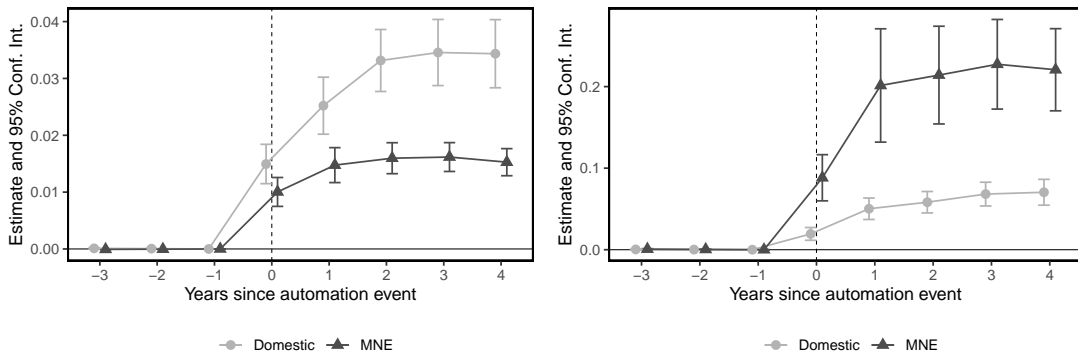 Estimate and 95% Conf. Int.
0.04
0.03
0.02
0.01
0.00
−3 −2 −1 0 1 2 3 4
Years since automation event
Domestic MNE
Estimate and 95% Conf. Int.
0.2
0.1
0.0
−3 −2 −1 0 1 2 3 4
Years since automation event
Domestic MNE